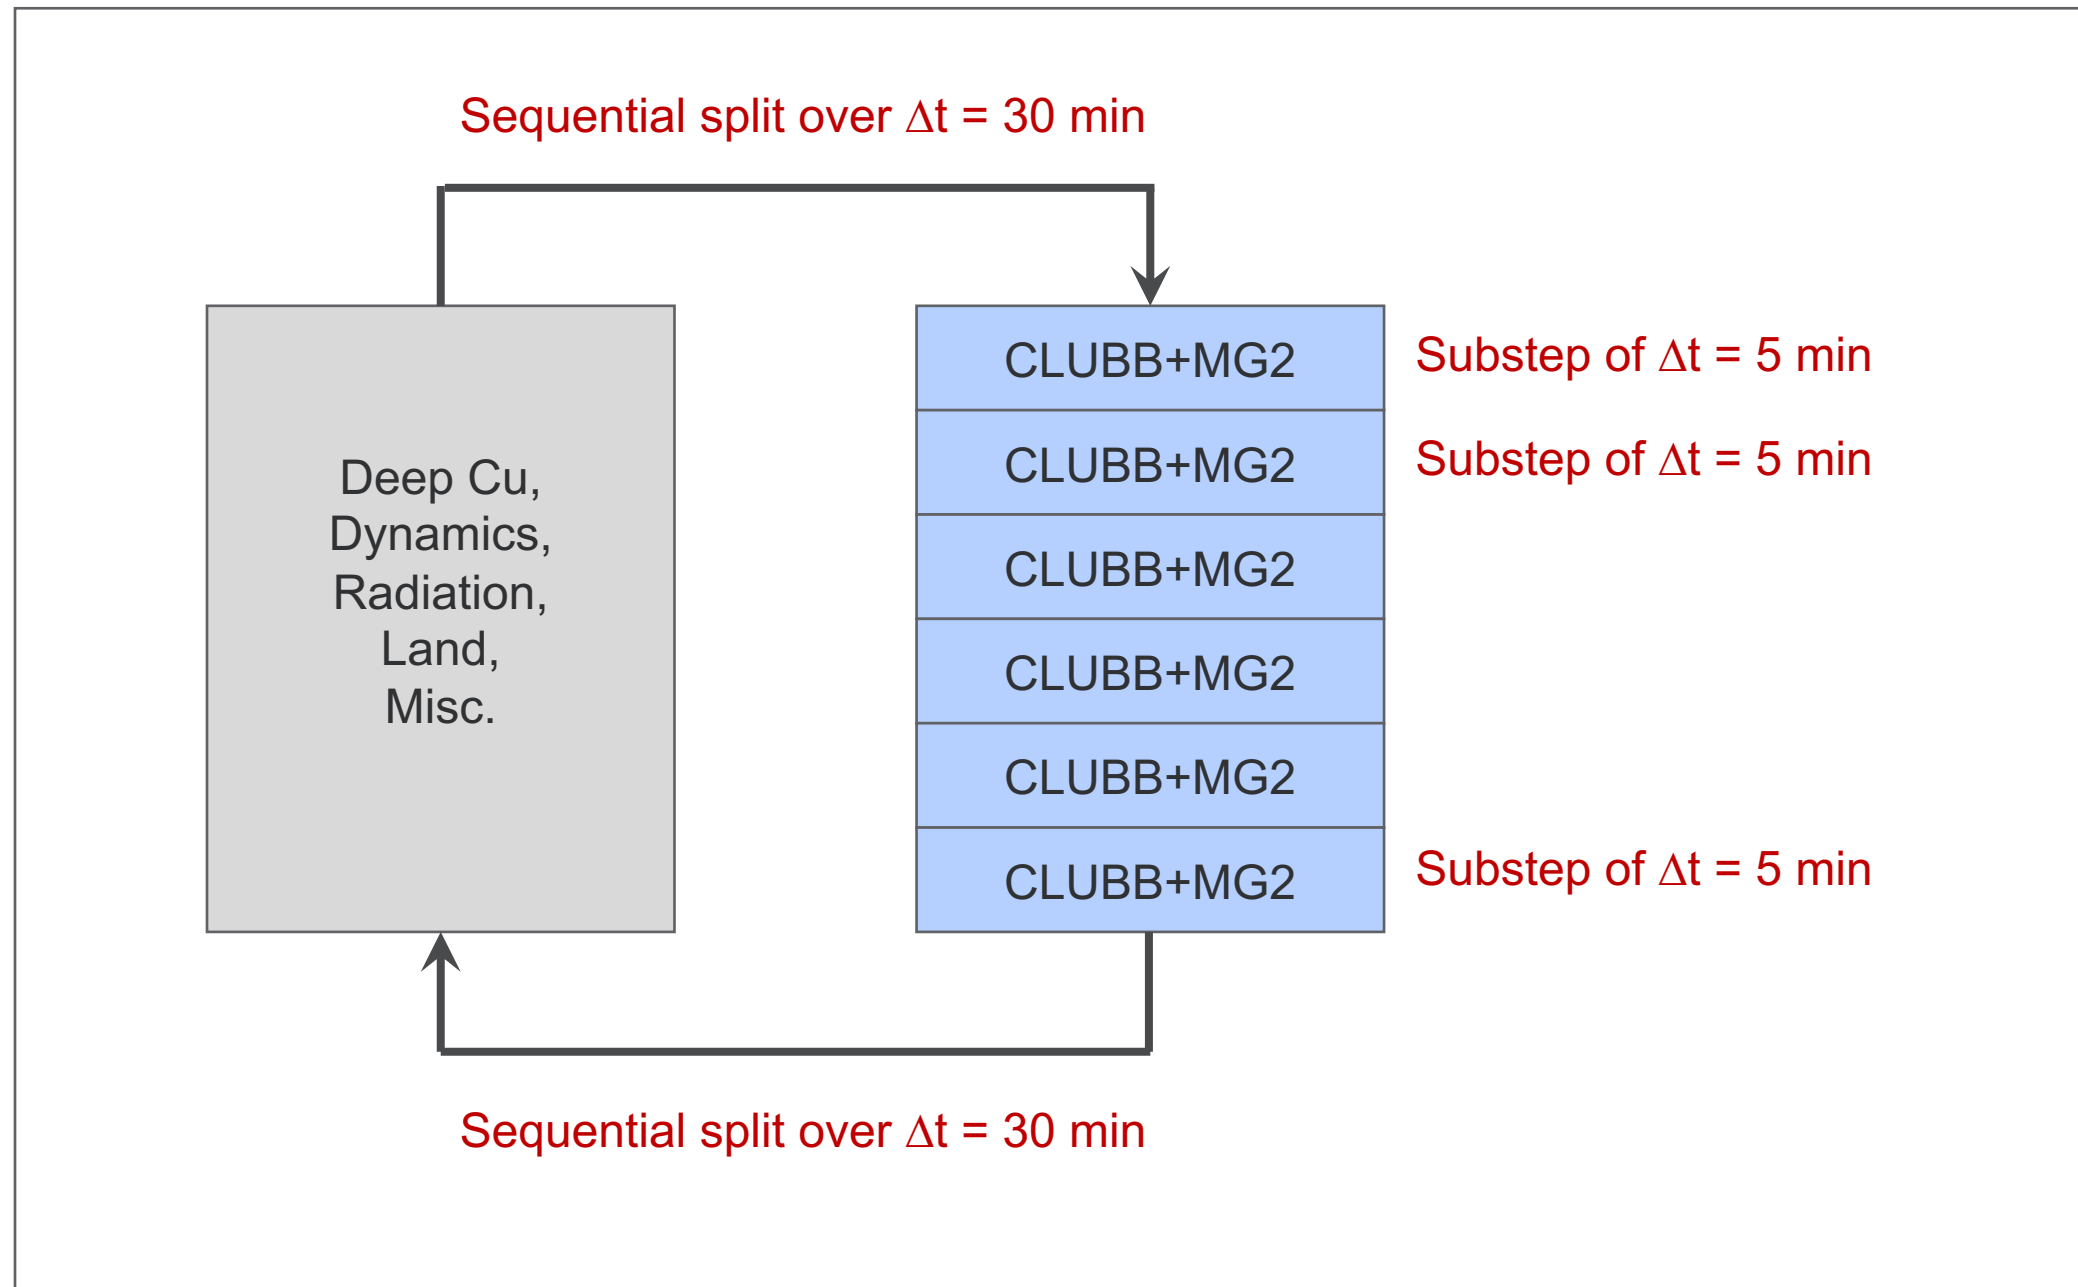 Sequential split over Δt = 30 min
Deep Cu,
Dynamics,
Radiation,
Land,
Misc.
CLUBB+MG2
Substep of Δt = 5 min
CLUBB+MG2
Substep of Δt = 5 min
CLUBB+MG2
CLUBB+MG2
CLUBB+MG2
CLUBB+MG2
Substep of Δt = 5 min
Sequential split over Δt = 30 min